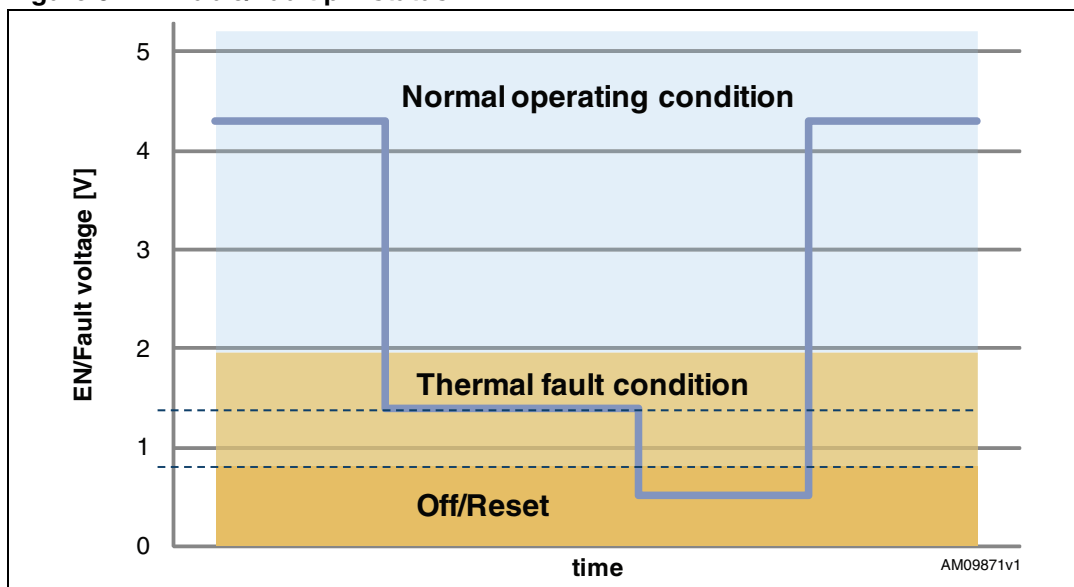 5
Normal operating condition
4
EN/Fault voltage [V]
3
2
Thermal fault condition
1
Off/Reset
0
time
AM09871v1